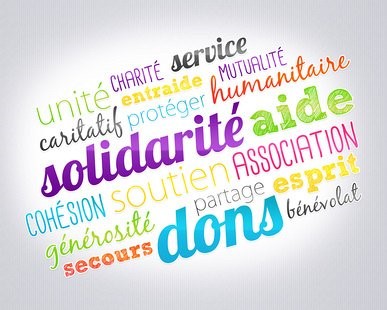 service
CHARITÉ MUTUALITÉ
unité entraide humanitaire
caritatif protéger
solidarité aide
COHÉSION soutien ASSOCIATION
générosité partage esprit
secours dons bénévolat